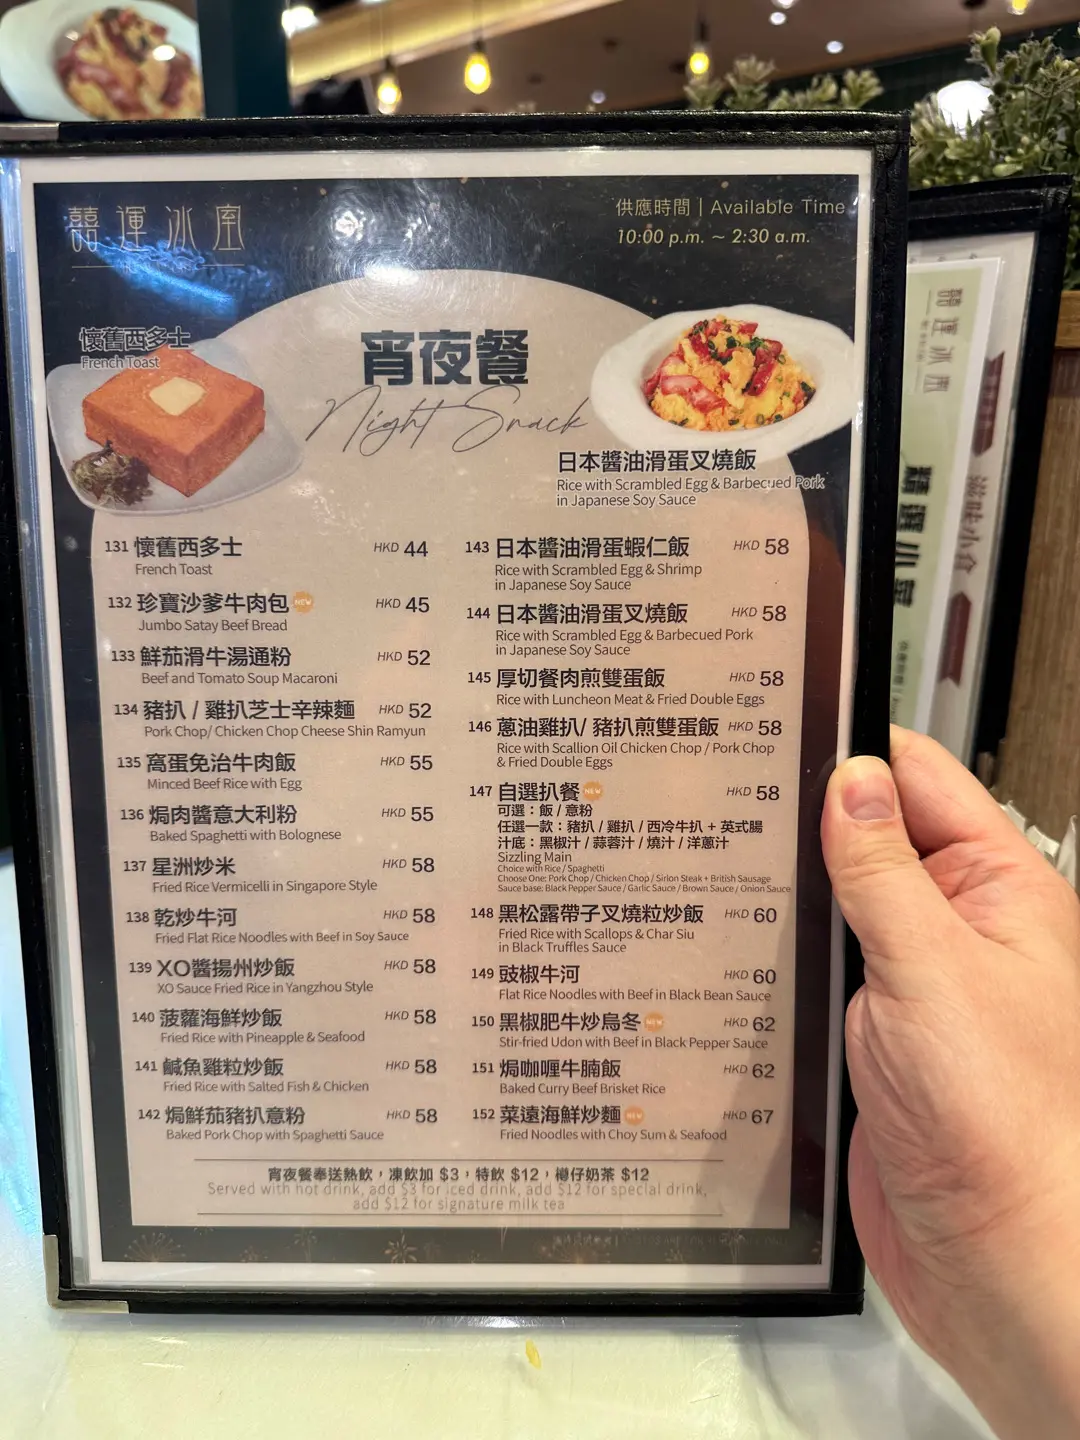 囍運冰室
供應時間 | Available Time
10:00 p.m. ~ 2:30 a.m.
懷舊西多士
French Toast
宵夜餐
Night Snack
日本醬油滑蛋叉燒飯
Rice with Scrambled Egg & Barbecued Pork
in Japanese Soy Sauce
131 懷舊西多士 HKD 44
French Toast
132 珍寶沙爹牛肉包 NEW HKD 45
Jumbo Satay Beef Bread
133 鮮茄滑牛湯通粉 HKD 52
Beef and Tomato Soup Macaroni
134 豬扒 / 雞扒芝士辛辣麵 HKD 52
Pork Chop/ Chicken Chop Cheese Shin Ramyun
135 窩蛋免治牛肉飯 HKD 55
Minced Beef Rice with Egg
136 焗肉醬意大利粉 HKD 55
Baked Spaghetti with Bolognese
137 星洲炒米 HKD 58
Fried Rice Vermicelli in Singapore Style
138 乾炒牛河 HKD 58
Fried Flat Rice Noodles with Beef in Soy Sauce
139 XO醬揚州炒飯 HKD 58
XO Sauce Fried Rice in Yangzhou Style
140 菠蘿海鮮炒飯 HKD 58
Fried Rice with Pineapple & Seafood
141 鹹魚雞粒炒飯 HKD 58
Fried Rice with Salted Fish & Chicken
142 焗鮮茄豬扒意粉 HKD 58
Baked Pork Chop with Spaghetti Sauce
143 日本醬油滑蛋蝦仁飯 HKD 58
Rice with Scrambled Egg & Shrimp
in Japanese Soy Sauce
144 日本醬油滑蛋叉燒飯 HKD 58
Rice with Scrambled Egg & Barbecued Pork
in Japanese Soy Sauce
145 厚切餐肉煎雙蛋飯 HKD 58
Rice with Luncheon Meat & Fried Double Eggs
146 蔥油雞扒/ 豬扒煎雙蛋飯 HKD 58
Rice with Scallion Oil Chicken Chop / Pork Chop
& Fried Double Eggs
147 自選扒餐 NEW HKD 58
可選：飯 / 意粉
任選一款：豬扒 / 雞扒 / 西冷牛扒 + 英式腸
汁底：黑椒汁 / 蒜蓉汁 / 燒汁 / 洋蔥汁
Sizzling Main
Choice with Rice / Spaghetti
Choose One: Pork Chop / Chicken Chop / Sirlon Steak + British Sausage
Sauce base: Black Pepper Sauce / Garlic Sauce / Brown Sauce / Onion Sauce
148 黑松露帶子叉燒粒炒飯 HKD 60
Fried Rice with Scallops & Char Siu
in Black Truffles Sauce
149 豉椒牛河 HKD 60
Flat Rice Noodles with Beef in Black Bean Sauce
150 黑椒肥牛炒烏冬 NEW HKD 62
Stir-fried Udon with Beef in Black Pepper Sauce
151 焗咖喱牛腩飯 HKD 62
Baked Curry Beef Brisket Rice
152 菜遠海鮮炒麵 NEW HKD 67
Fried Noodles with Choy Sum & Seafood
宵夜餐奉送熱飲，凍飲加 $3，特飲 $12，樽仔奶茶 $12
Served with hot drink, add $3 for iced drink, add $12 for special drink,
add $12 for signature milk tea
囍運冰室
滋味小食
精選小菜